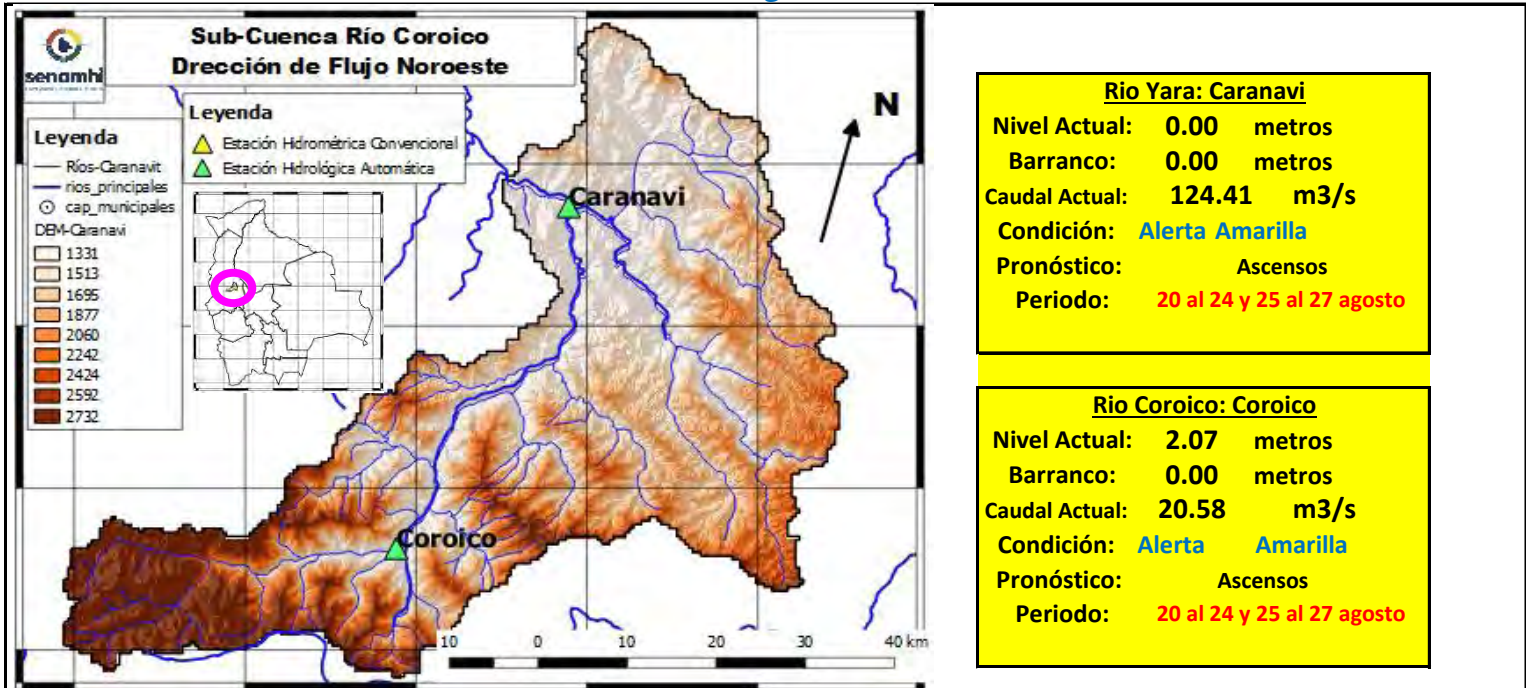 senamhi
Sub-Cuenca Río Coroico
Drección de Flujo Noroeste
Leyenda
Estación Hidrométrica Convencional
Estación Hidrológica Automática
Leyenda
Ríos-Caranavit
rios_principales
cap_municipales
DEM-Caranavi
1331
1513
1695
1877
2060
2242
2424
2592
2732
N
Caranavi
Coroico
10 0 10 20 30 40 km
Rio Yara: Caranavi
Nivel Actual: 0.00 metros
Barranco: 0.00 metros
Caudal Actual: 124.41 m3/s
Condición: Alerta Amarilla
Pronóstico: Ascensos
Periodo: 20 al 24 y 25 al 27 agosto
Rio Coroico: Coroico
Nivel Actual: 2.07 metros
Barranco: 0.00 metros
Caudal Actual: 20.58 m3/s
Condición: Alerta Amarilla
Pronóstico: Ascensos
Periodo: 20 al 24 y 25 al 27 agosto